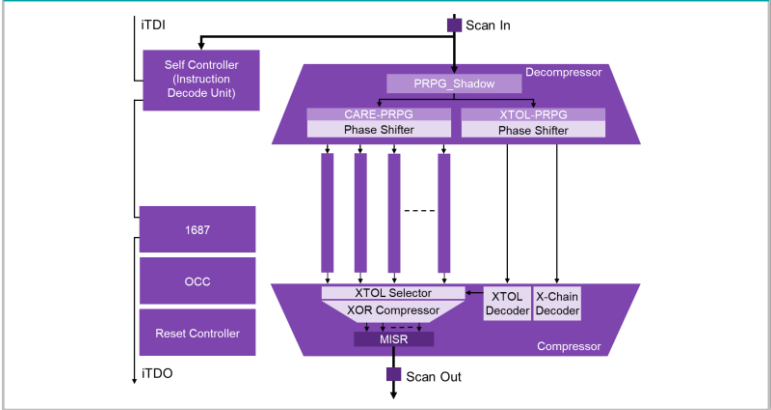 iTDI
Scan In
Self Controller
(Instruction
Decode Unit)
Decompressor
PRPG_Shadow
CARE-PRPG
Phase Shifter
XTOL-PRPG
Phase Shifter
1687
OCC
Reset Controller
iTDO
XTOL Selector
XOR Compressor
MISR
XTOL
Decoder
X-Chain
Decoder
Compressor
Scan Out